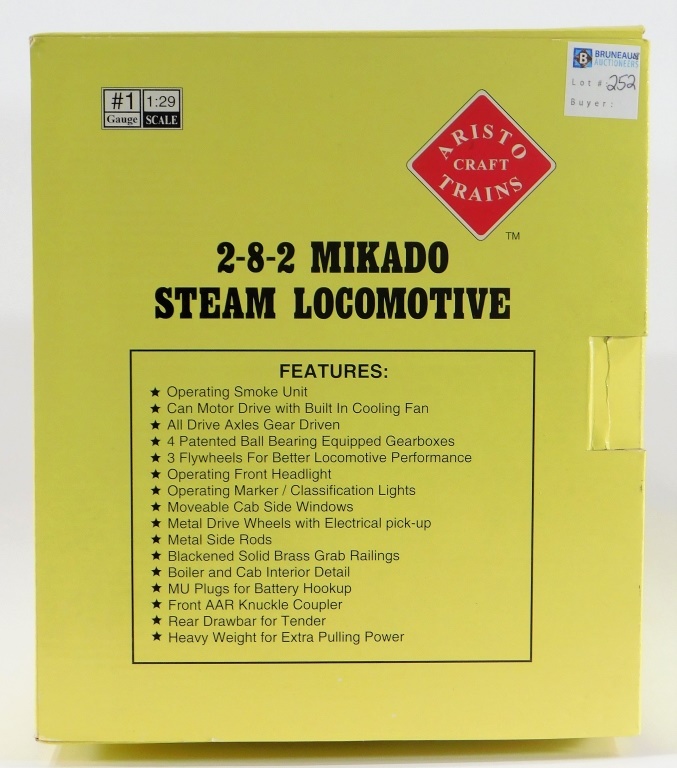 BRUNEAU&
AUCTIONEERS
Lot #: 252
Buyer:
#1 1:29
Gauge SCALE
ARISTO
CRAFT
TRAINS
TM
2-8-2 MIKADO
STEAM LOCOMOTIVE
FEATURES:
★ Operating Smoke Unit
★ Can Motor Drive with Built In Cooling Fan
★ All Drive Axles Gear Driven
★ 4 Patented Ball Bearing Equipped Gearboxes
★ 3 Flywheels For Better Locomotive Performance
★ Operating Front Headlight
★ Operating Marker / Classification Lights
★ Moveable Cab Side Windows
★ Metal Drive Wheels with Electrical pick-up
★ Metal Side Rods
★ Blackened Solid Brass Grab Railings
★ Boiler and Cab Interior Detail
★ MU Plugs for Battery Hookup
★ Front AAR Knuckle Coupler
★ Rear Drawbar for Tender
★ Heavy Weight for Extra Pulling Power